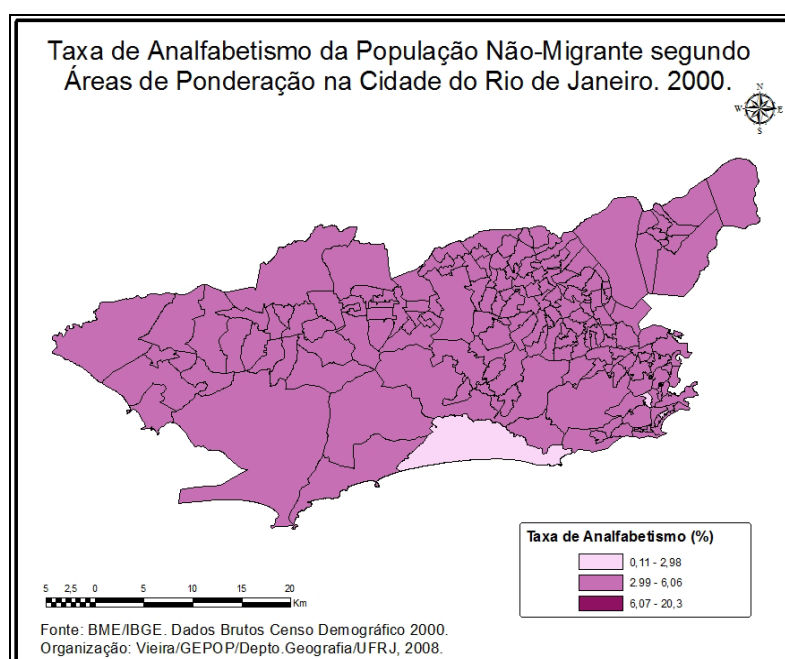 Taxa de Analfabetismo da População Não-Migrante segundo
Áreas de Ponderação na Cidade do Rio de Janeiro. 2000.
N
W E
S
Taxa de Analfabetismo (%)
0,11 - 2,98
2.99 - 6,06
6,07 - 20,3
5 2,5 0 5 10 15 20
Km
Fonte: BME/IBGE. Dados Brutos Censo Demográfico 2000.
Organização: Vieira/GEPOP/Depto.Geografia/UFRJ, 2008.